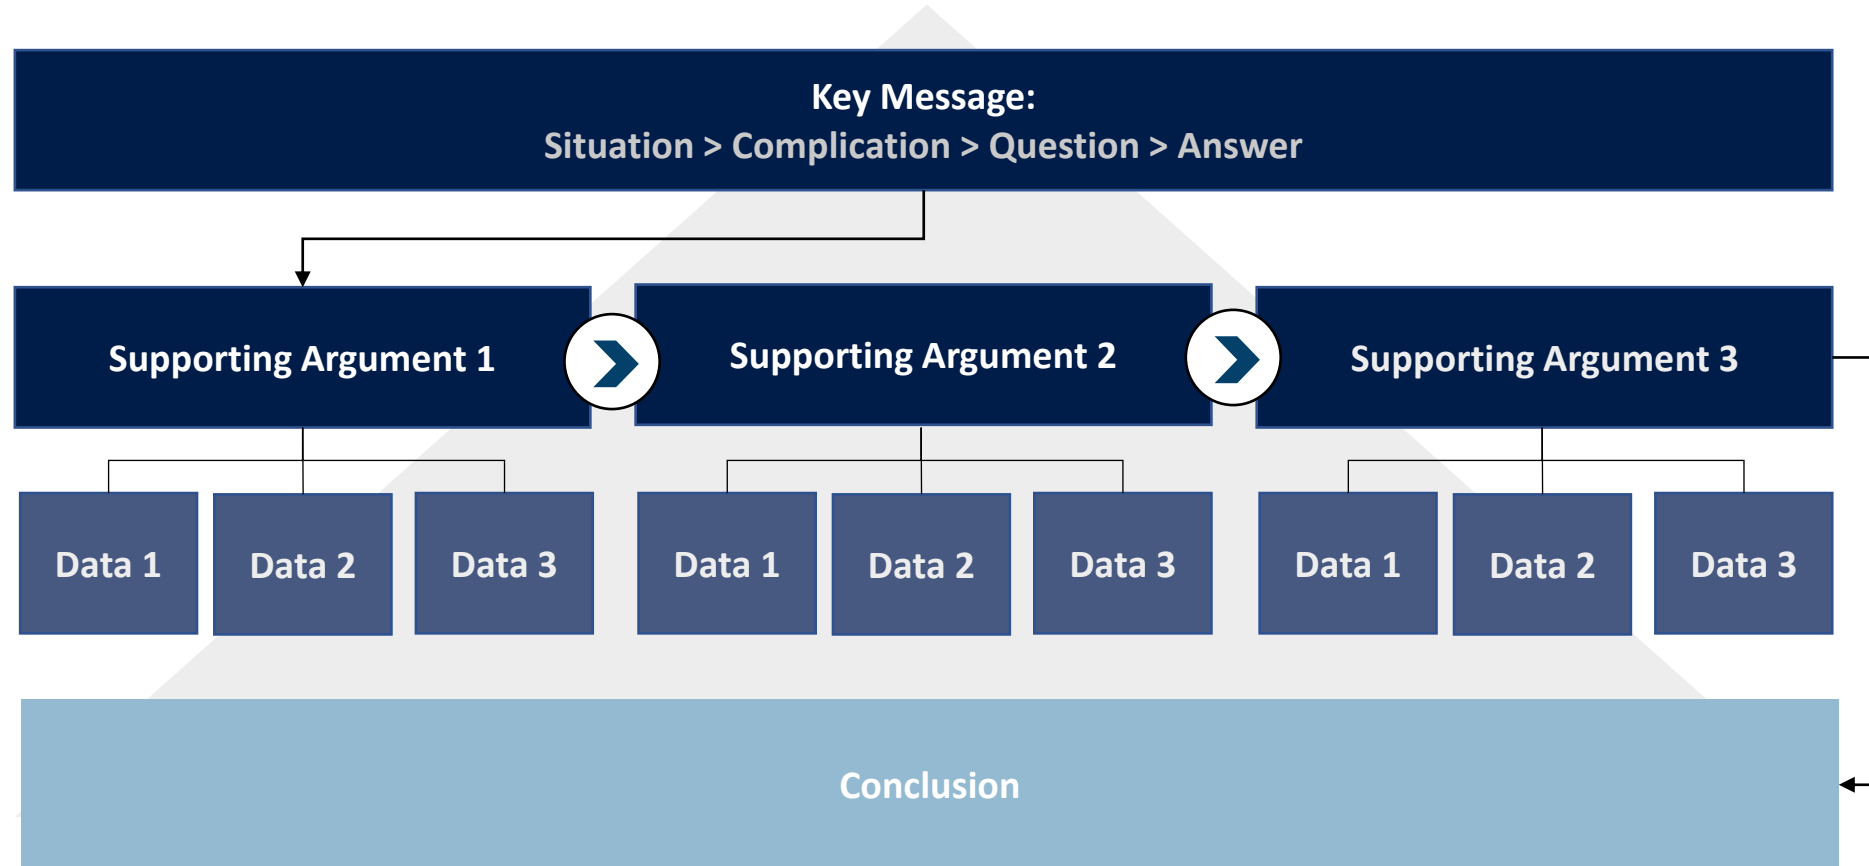 Key Message:
Situation > Complication > Question > Answer
Supporting Argument 1
Supporting Argument 2
Supporting Argument 3
Data 1
Data 2
Data 3
Data 1
Data 2
Data 3
Data 1
Data 2
Data 3
Conclusion